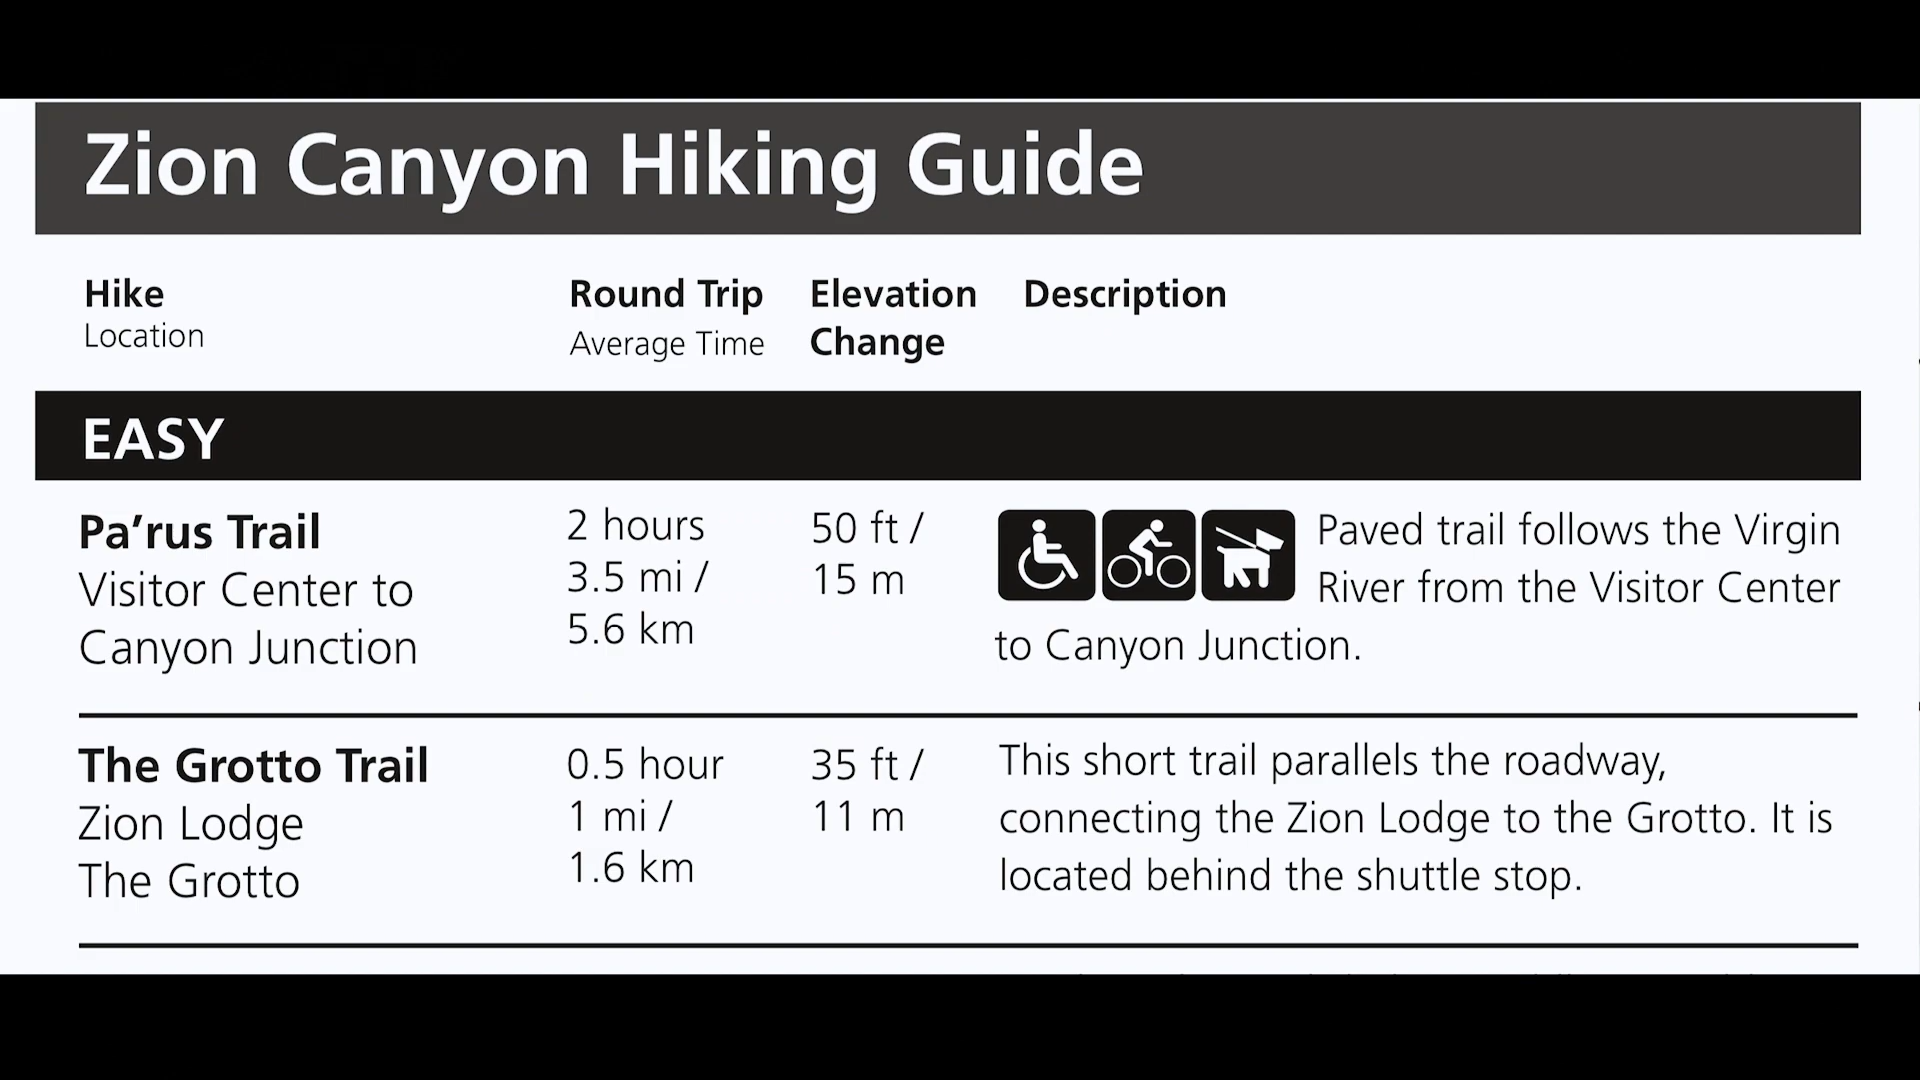 Zion Canyon Hiking Guide
Hike
Location
Round Trip
Average Time
Elevation
Change
Description
EASY
Pa’rus Trail
Visitor Center to
Canyon Junction
2 hours
3.5 mi /
5.6 km
50 ft /
15 m
Paved trail follows the Virgin
River from the Visitor Center
to Canyon Junction.
The Grotto Trail
Zion Lodge
The Grotto
0.5 hour
1 mi /
1.6 km
35 ft /
11 m
This short trail parallels the roadway,
connecting the Zion Lodge to the Grotto. It is
located behind the shuttle stop.